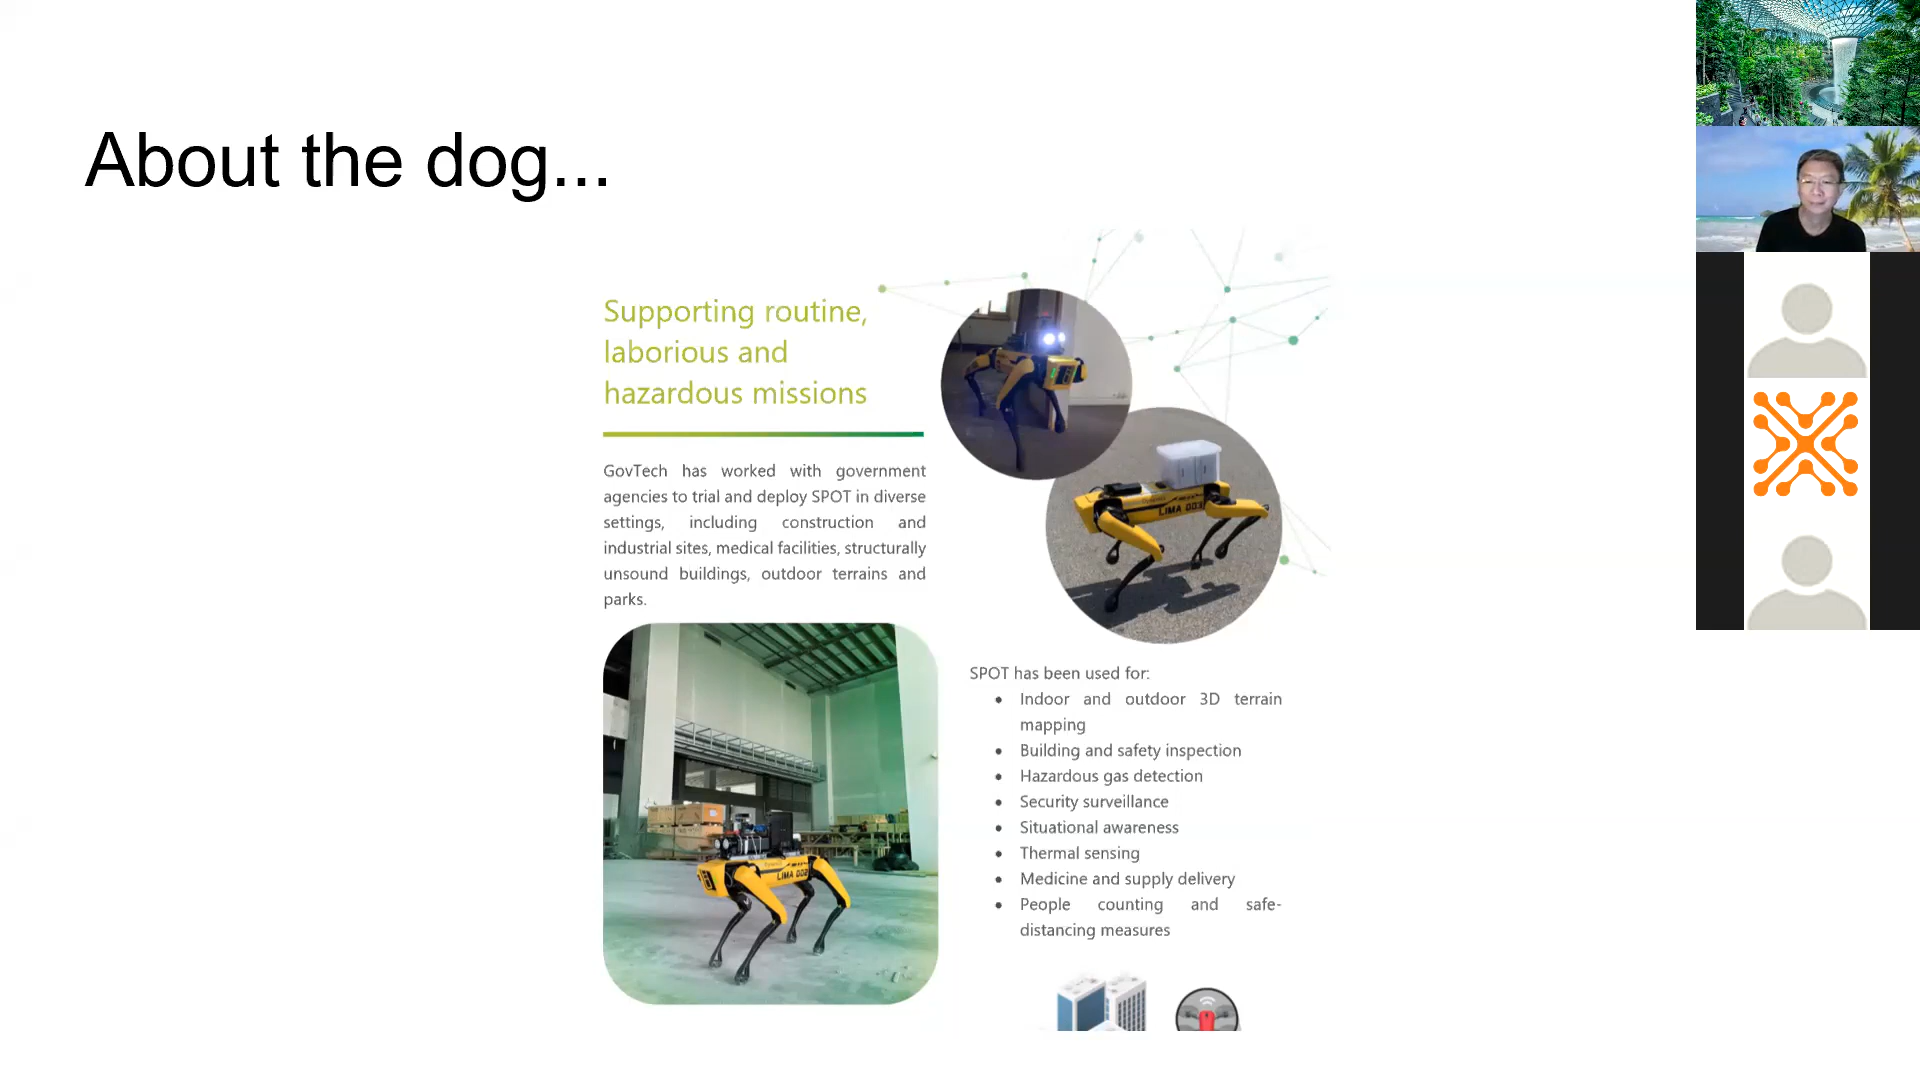 About the dog...
Supporting routine,
laborious and
hazardous missions
GovTech has worked with government
agencies to trial and deploy SPOT in diverse
settings, including construction and
industrial sites, medical facilities, structurally
unsound buildings, outdoor terrains and
parks.
LIMA 003
LIMA 002
SPOT has been used for:
• Indoor and outdoor 3D terrain
mapping
• Building and safety inspection
• Hazardous gas detection
• Security surveillance
• Situational awareness
• Thermal sensing
• Medicine and supply delivery
• People counting and safe-
distancing measures